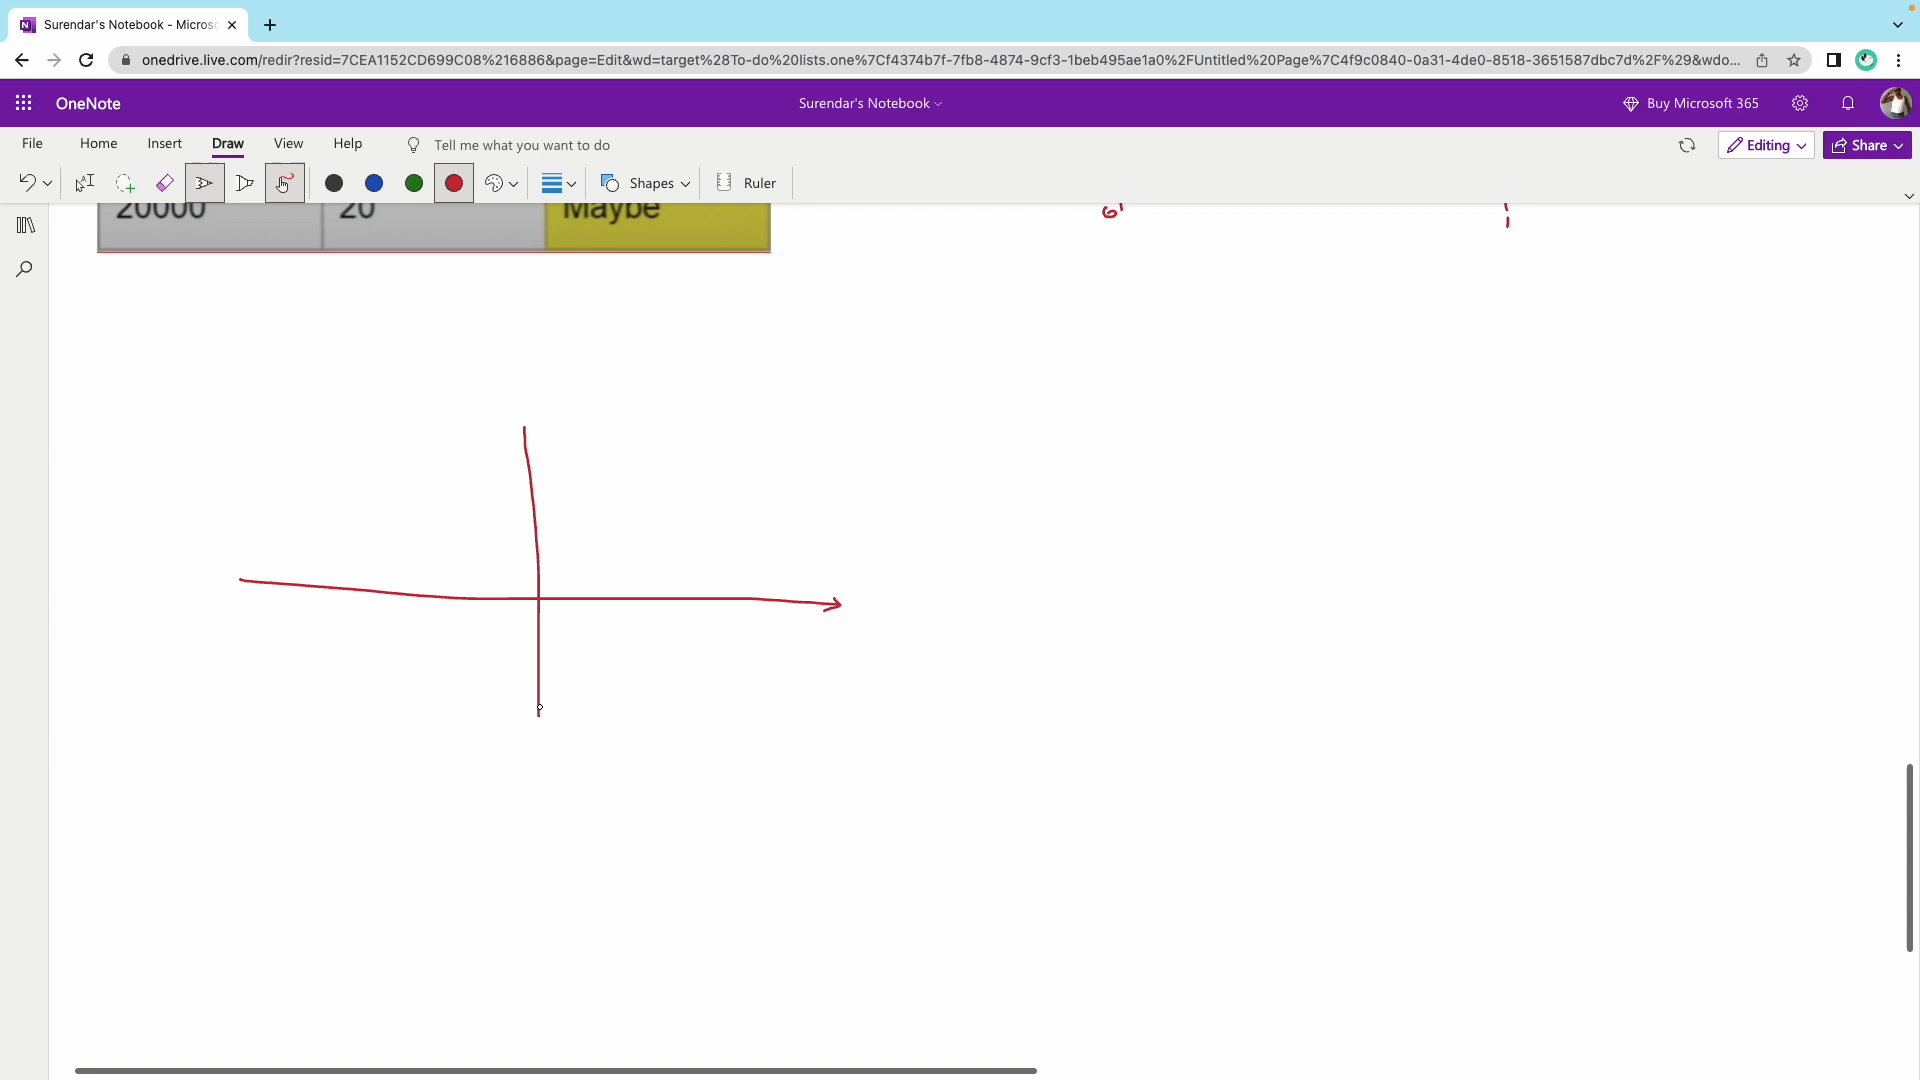 Surendar's Notebook - Micros
onedrive.live.com/redir?resid=7CEA1152CD699C08%216886&page=Edit&wd=target%28To-do%20lists.one%7Cf4374b7f-7fb8-4874-9cf3-1beb495ae1a0%2FUntitled%20Page%7C4f9c0840-0a31-4de0-8518-3651587dbc7d%2F%29&wdo...
OneNote
Surendar's Notebook
Buy Microsoft 365
File Home Insert Draw View Help Tell me what you want to do
Editing Share
Shapes Ruler
20000 20 Maybe